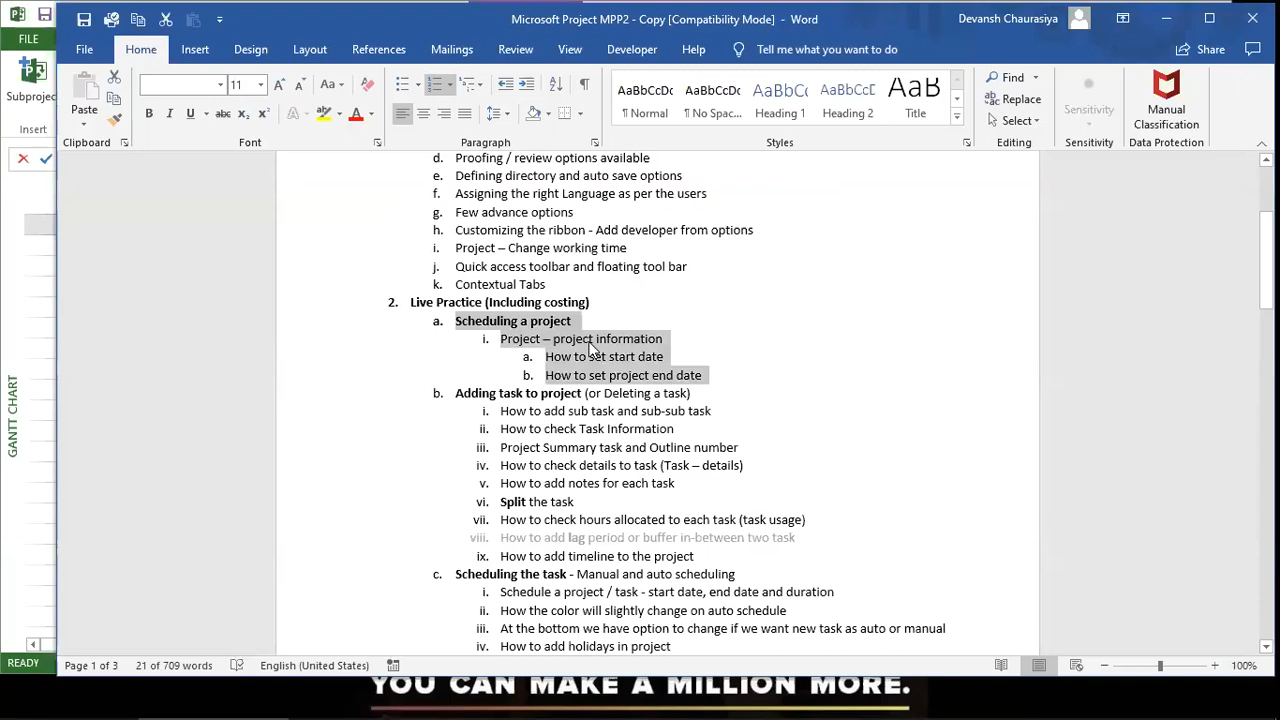 Microsoft Project MPP2 - Copy [Compatibility Mode] - Word
Devansh Chaurasiya
FILE
File
Home
Insert
Design
Layout
References
Mailings
Review
View
Developer
Help
Tell me what you want to do
Share
Subproject
Insert
Paste
Clipboard
11
Aa
A
B
I
U
abc
x₂
x²
A
A
Font
Paragraph
AaBbCcDc
¶ Normal
AaBbCcDc
¶ No Spac...
AaBbCc
Heading 1
AaBbCcD
Heading 2
AaB
Title
Styles
Find
Replace
Select
Editing
Sensitivity
Sensitivity
Manual
Classification
Data Protection
GANTT CHART
d. Proofing / review options available
e. Defining directory and auto save options
f. Assigning the right Language as per the users
g. Few advance options
h. Customizing the ribbon - Add developer from options
i. Project – Change working time
j. Quick access toolbar and floating tool bar
k. Contextual Tabs
2. Live Practice (Including costing)
a. Scheduling a project
i. Project – project information
a. How to set start date
b. How to set project end date
b. Adding task to project (or Deleting a task)
i. How to add sub task and sub-sub task
ii. How to check Task Information
iii. Project Summary task and Outline number
iv. How to check details to task (Task – details)
v. How to add notes for each task
vi. Split the task
vii. How to check hours allocated to each task (task usage)
viii. How to add lag period or buffer in-between two task
ix. How to add timeline to the project
c. Scheduling the task - Manual and auto scheduling
i. Schedule a project / task - start date, end date and duration
ii. How the color will slightly change on auto schedule
iii. At the bottom we have option to change if we want new task as auto or manual
iv. How to add holidays in project
READY
Page 1 of 3
21 of 709 words
English (United States)
100%
YOU CAN MAKE A MILLION MORE.